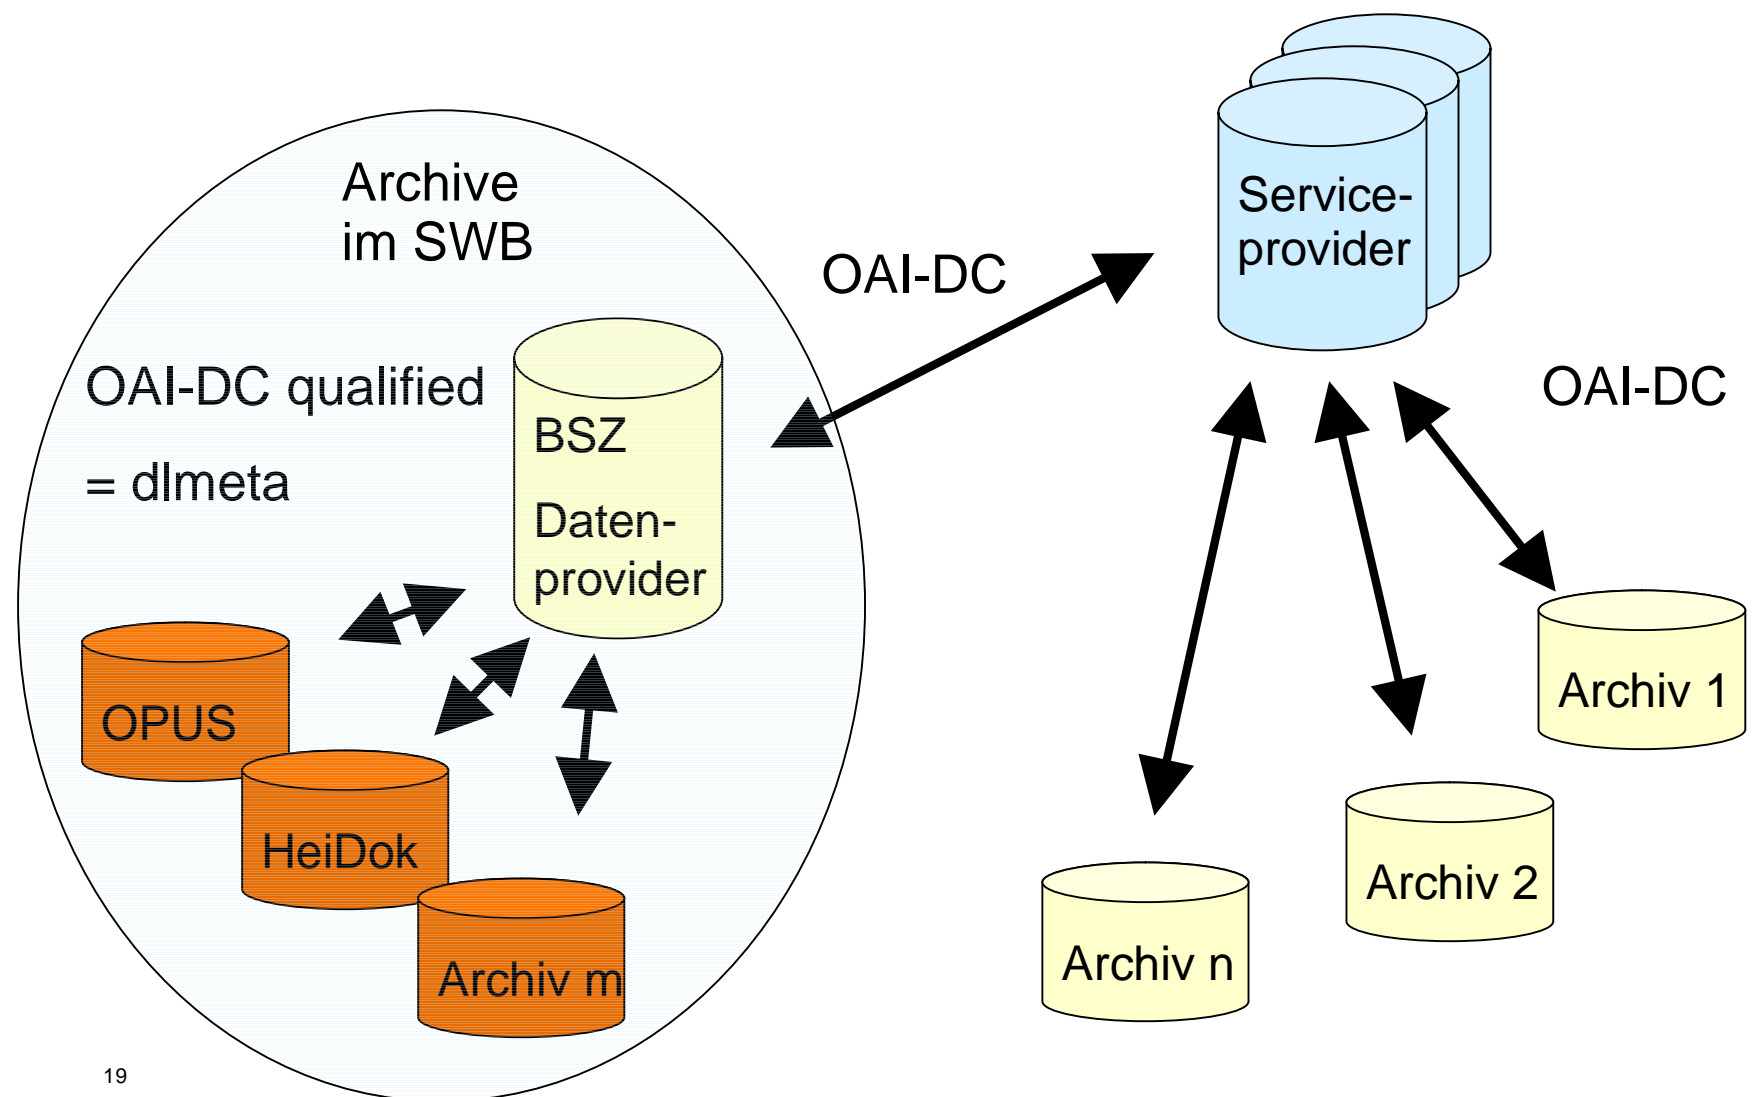 Archive
im SWB
OAI-DC qualified
= dlmeta
BSZ
Daten-
provider
OPUS
HeiDok
Archiv m
OAI-DC
Service-
provider
OAI-DC
Archiv 1
Archiv 2
Archiv n
19